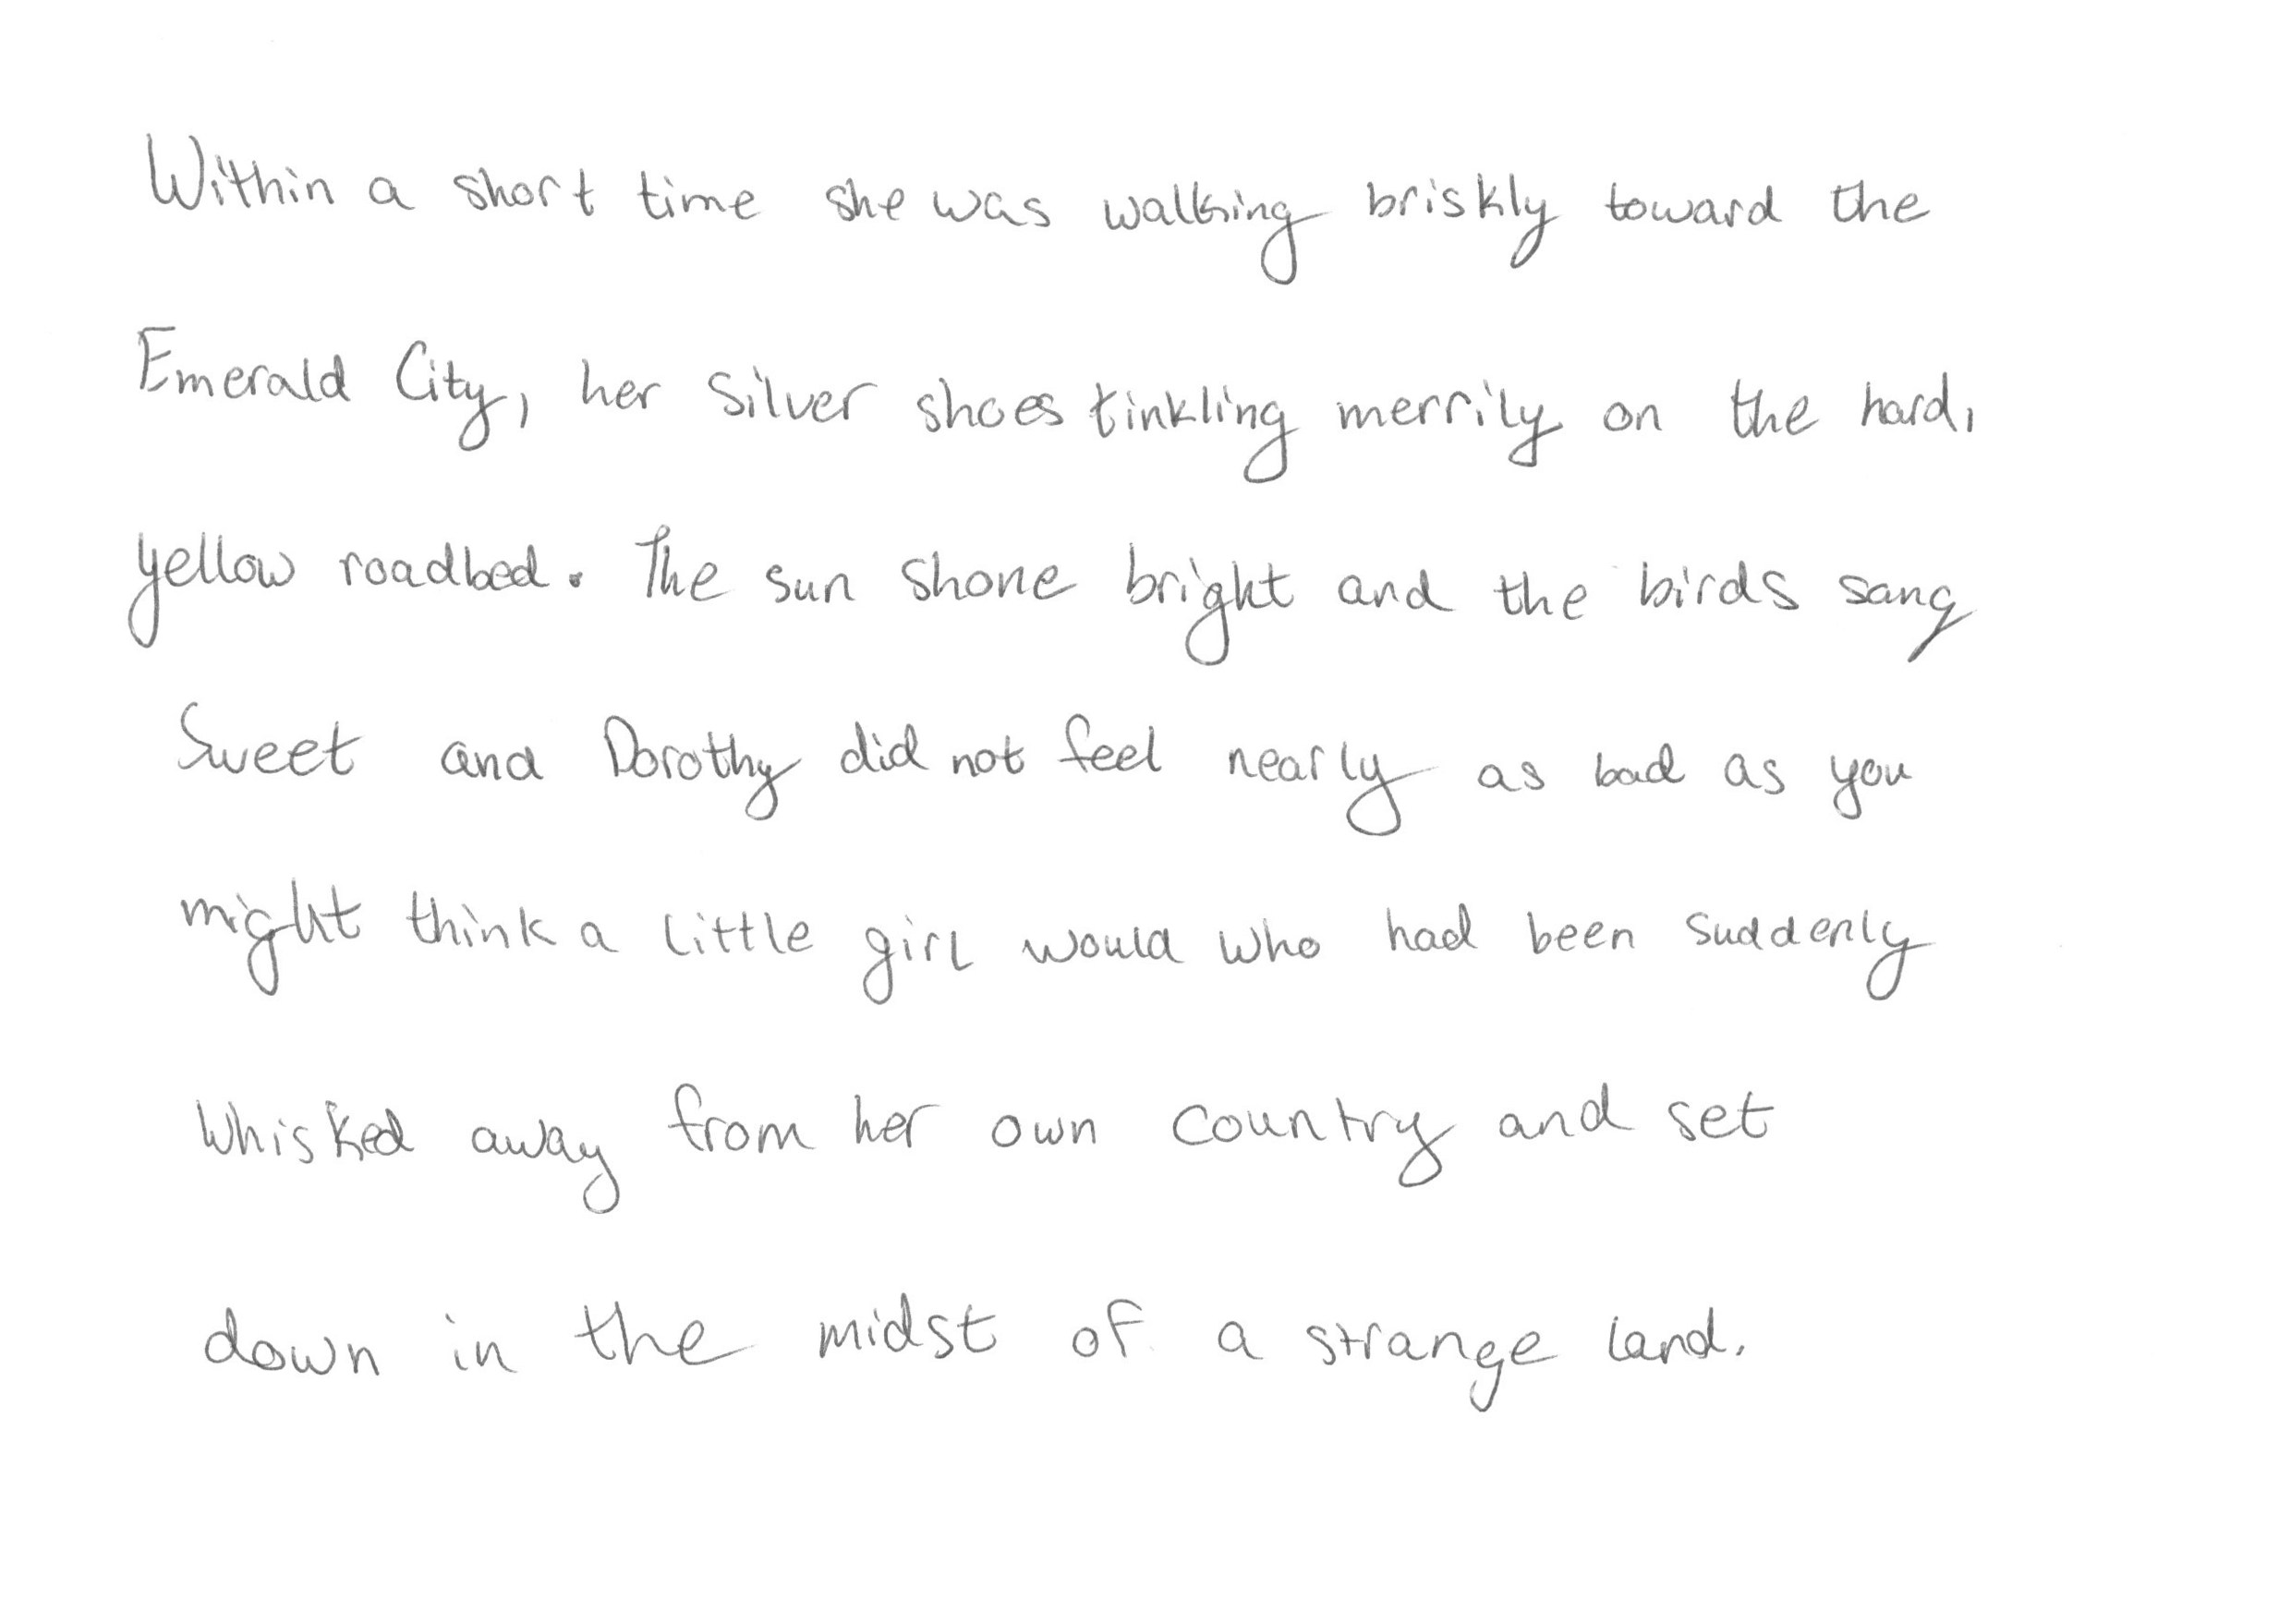 Within a short time she was walking briskly toward the
Emerald City, her Silver shoes tinkling merrily on the hard,
yellow roadbed. The sun shone bright and the birds sang
Sweet and Dorothy did not feel nearly as bad as you
might think a little girl would who had been suddenly
whisked away from her own country and set
down in the midst of a strange land.